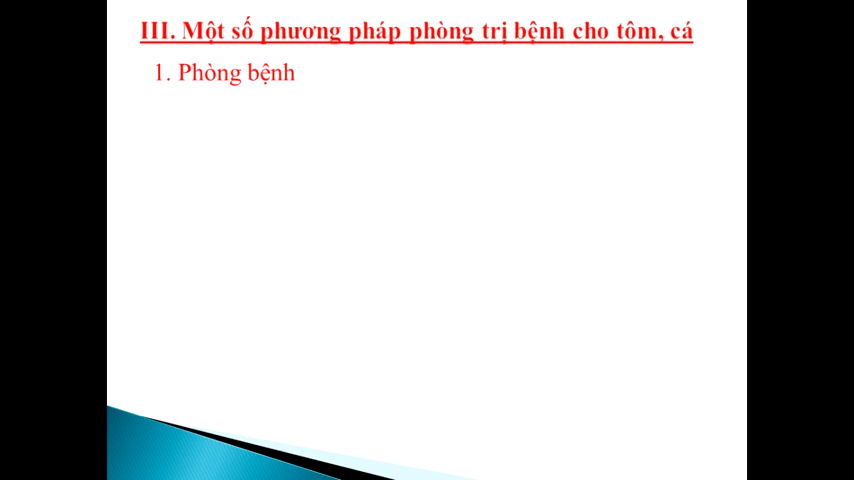 III. Một số phương pháp phòng trị bệnh cho tôm, cá
1. Phòng bệnh